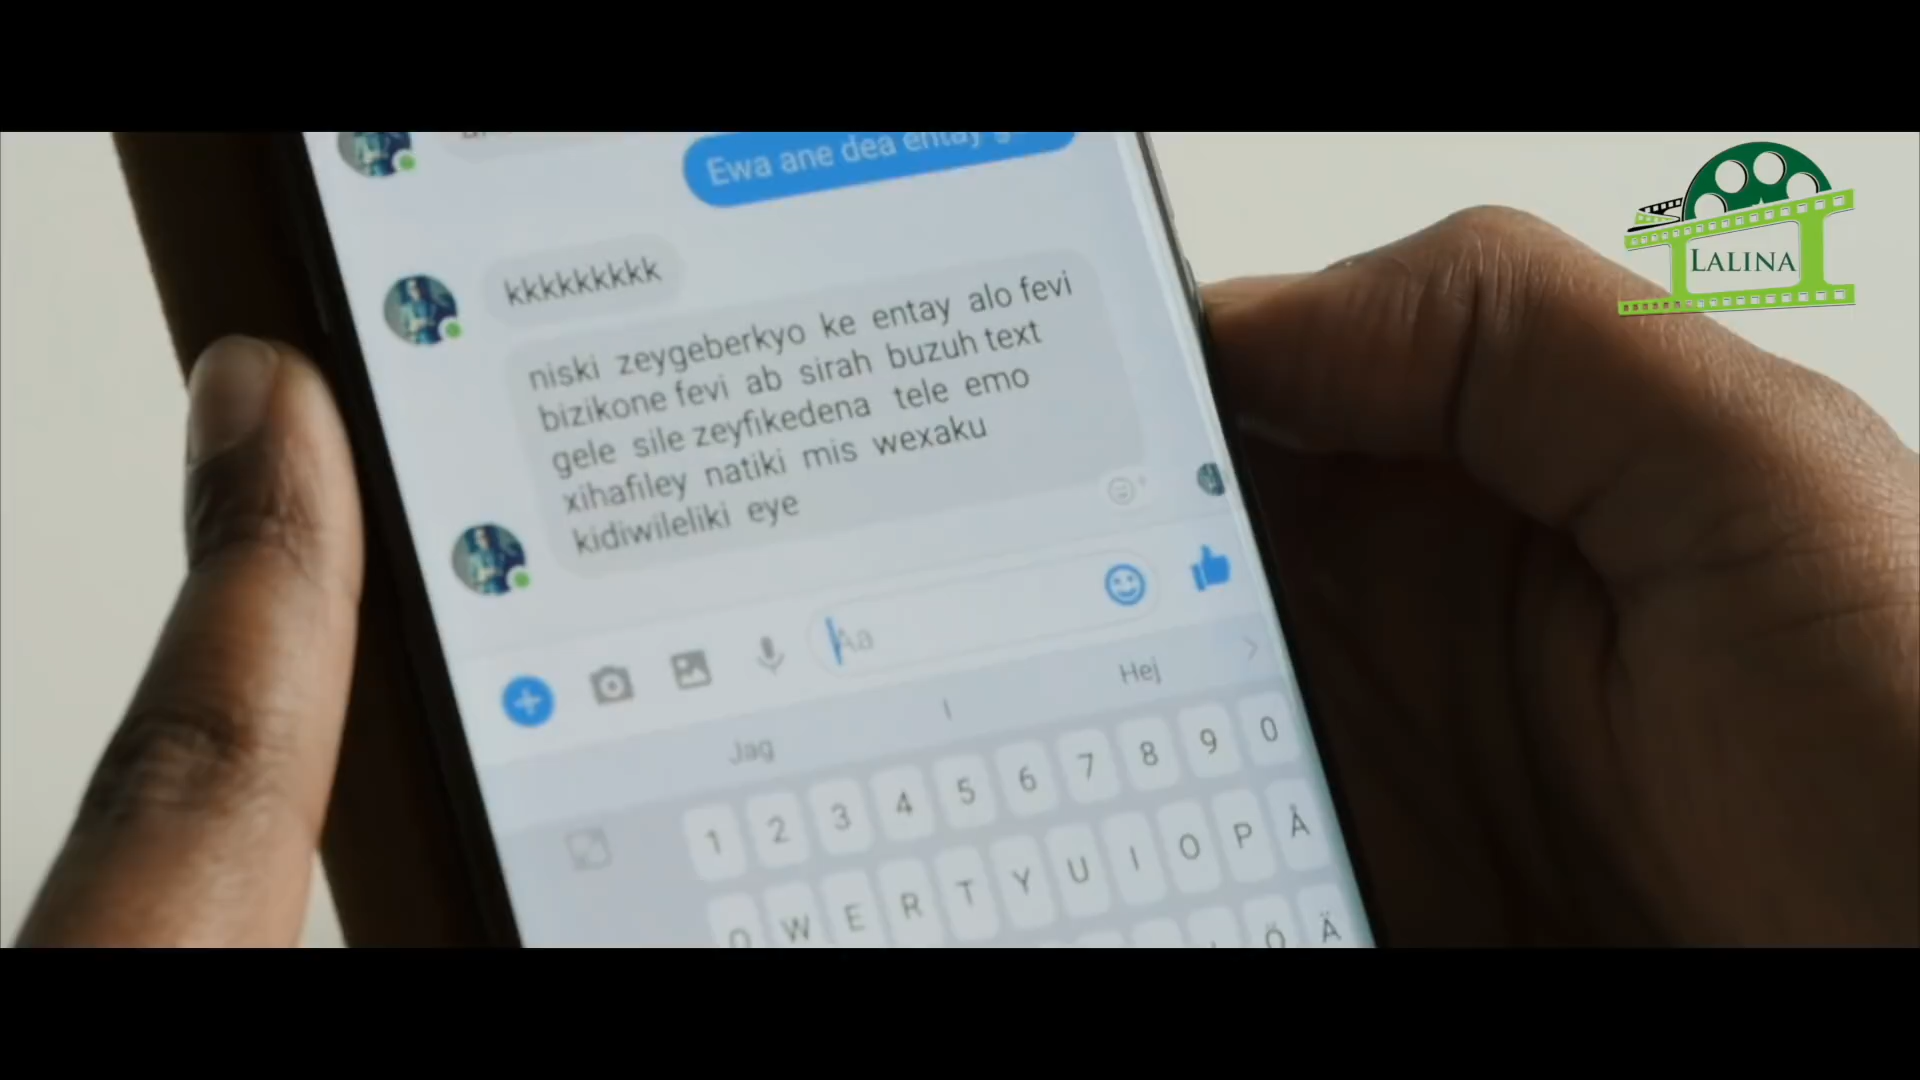 Ewa ane dea entay
LALINA
kkkkkkkkk
niski zeygeberkyo ke entay alo fevi
bizikone fevi ab sirah buzuh text
gele sile zeyfikedena tele emo
xihafiley natiki mis wexaku
kidiwileliki eye
Aa
Jag I Hej
1 2 3 4 5 6 7 8 9 0
Q W E R T Y U I O P Å
Ö Ä